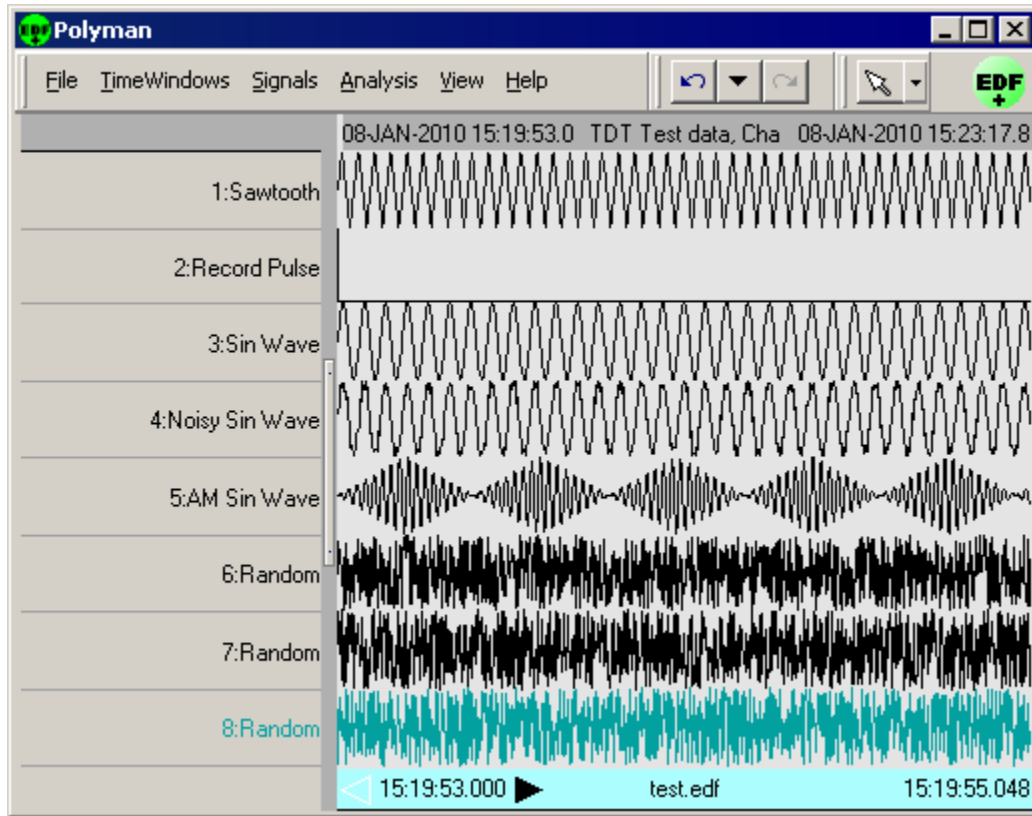 EDF+ Polyman
File TimeWindows Signals Analysis View Help EDF +
08-JAN-2010 15:19:53.0 TDT Test data, Cha 08-JAN-2010 15:23:17.8
1:Sawtooth
2:Record Pulse
3:Sin Wave
4:Noisy Sin Wave
5:AM Sin Wave
6:Random
7:Random
8:Random
15:19:53.000 test.edf 15:19:55.048